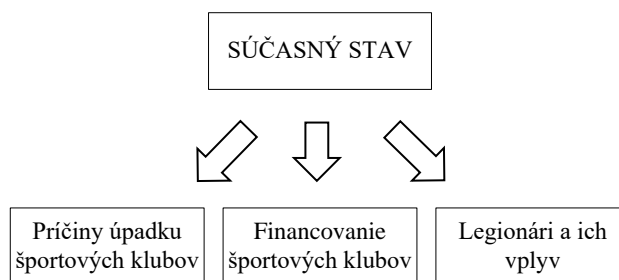 SÚČASNÝ STAV
Príčiny úpadku
športových klubov
Financovanie
športových klubov
Legionári a ich
vplyv